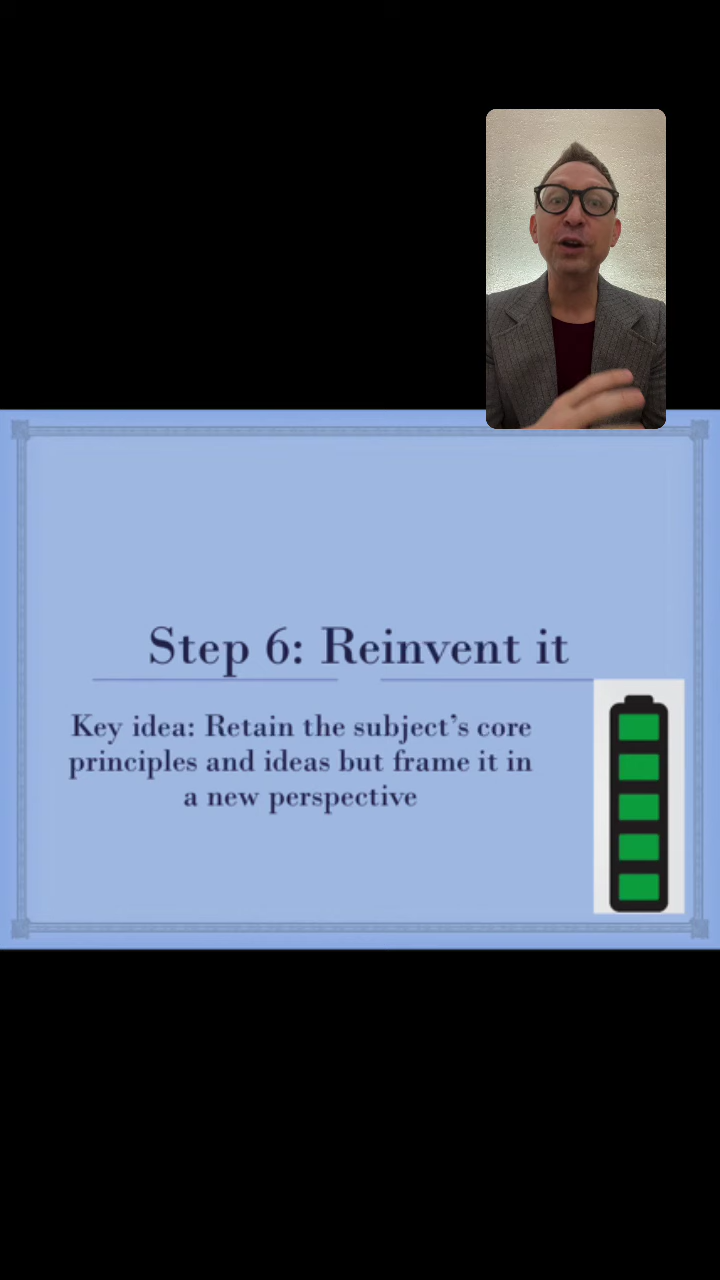 Step 6: Reinvent it
Key idea: Retain the subject’s core
principles and ideas but frame it in
a new perspective